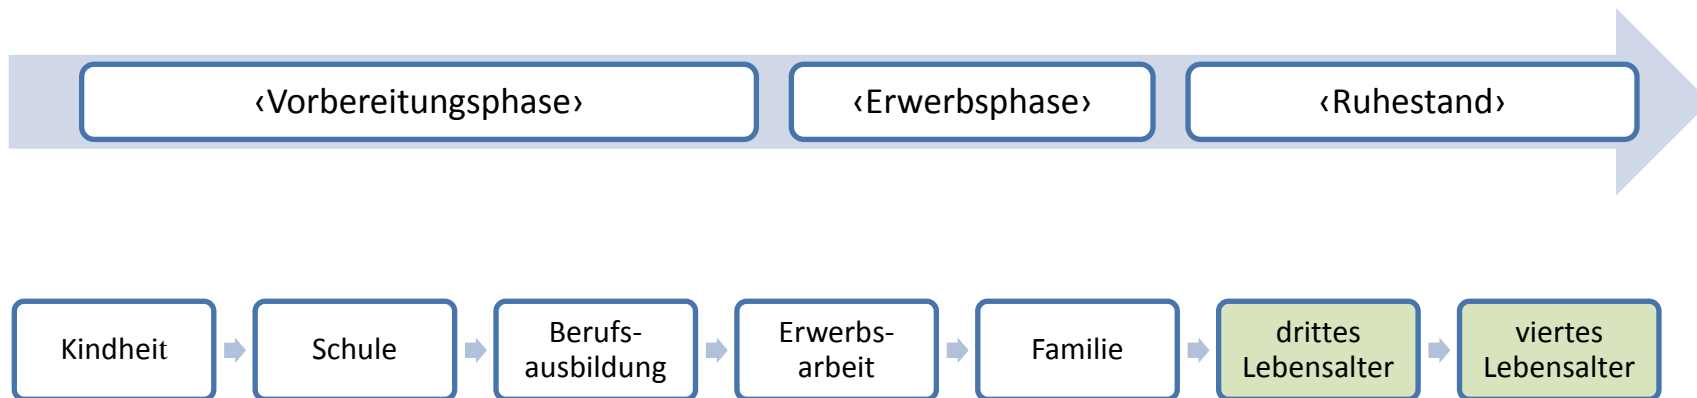 ‹Vorbereitungsphase›
‹Erwerbsphase›
‹Ruhestand›
Kindheit
Schule
Berufs-
ausbildung
Erwerbs-
arbeit
Familie
drittes
Lebensalter
viertes
Lebensalter